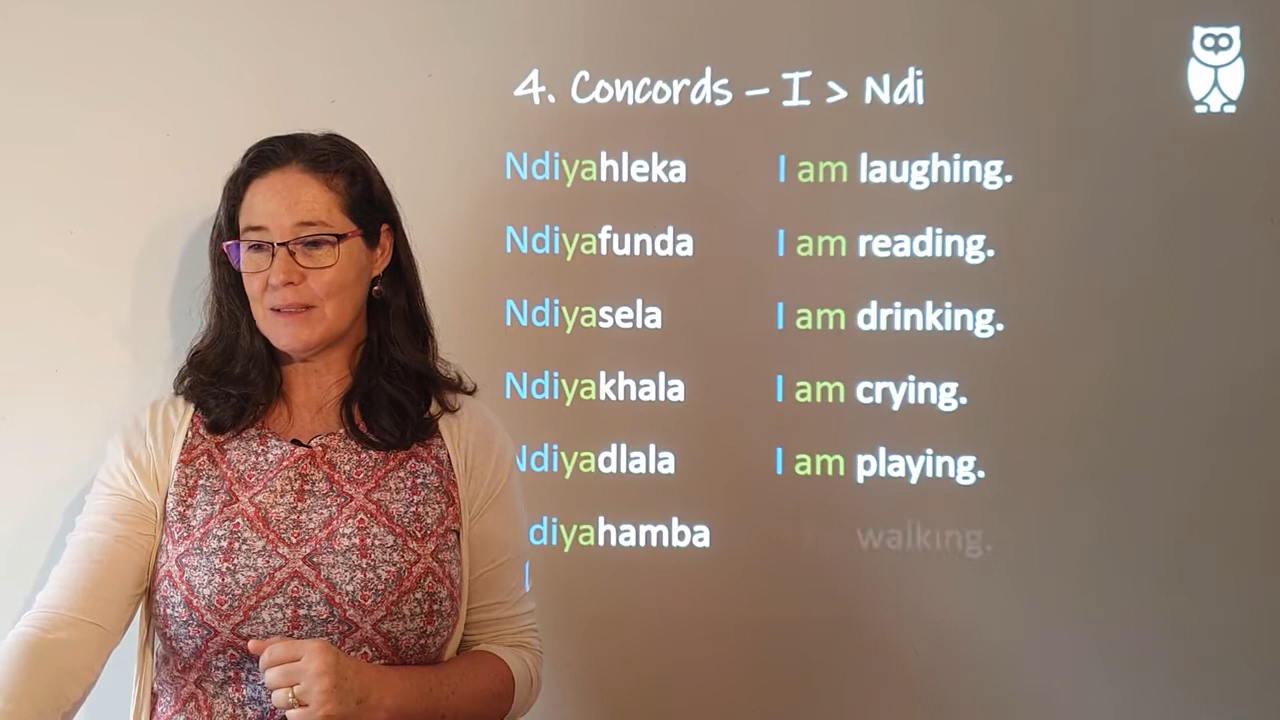 4. Concords – I > Ndi
Ndiyahleka I am laughing.
Ndiyafunda I am reading.
Ndiyasela I am drinking.
Ndiyakhala I am crying.
Ndiyadlala I am playing.
diyahamba walking.